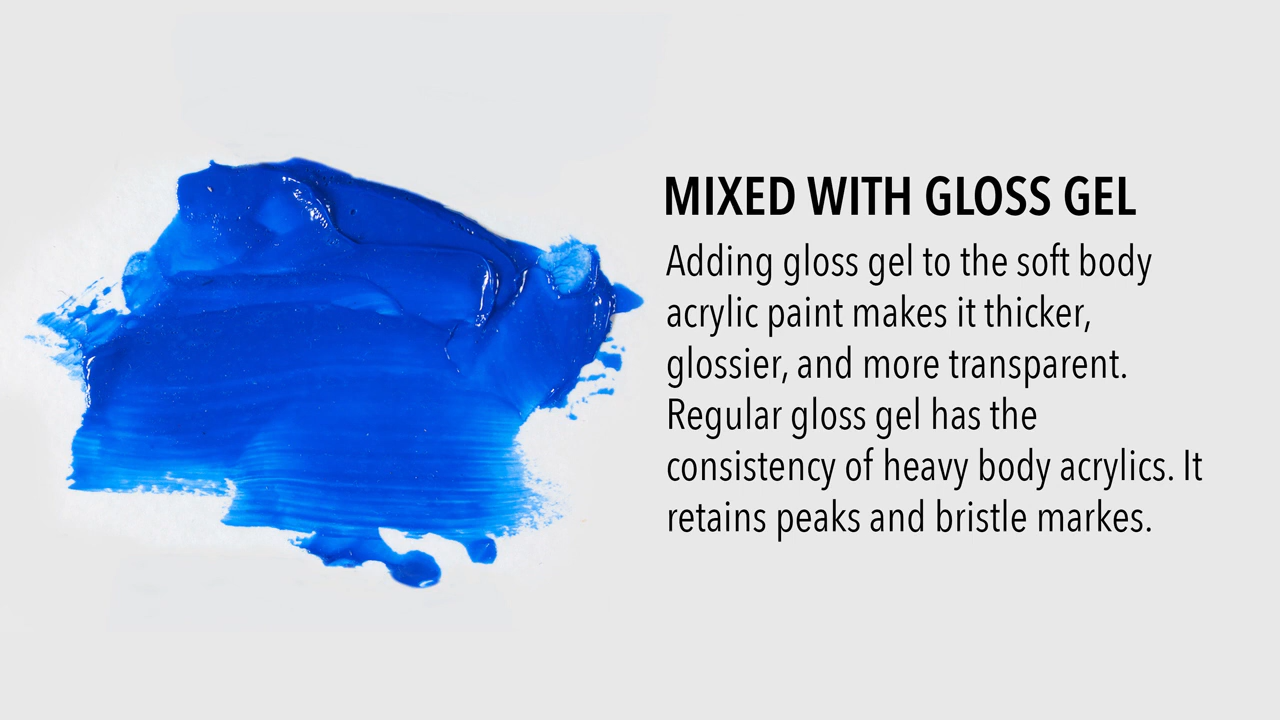 MIXED WITH GLOSS GEL
Adding gloss gel to the soft body
acrylic paint makes it thicker,
glossier, and more transparent.
Regular gloss gel has the
consistency of heavy body acrylics. It
retains peaks and bristle markes.